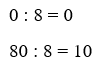 0 : 8 = 0
80 : 8 = 10